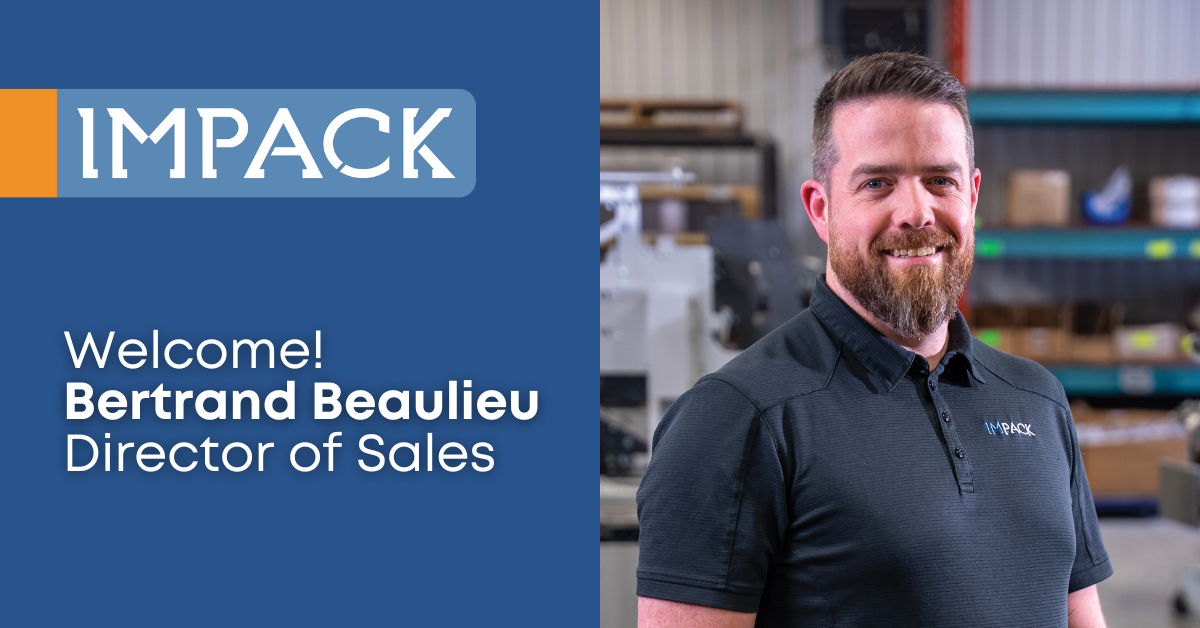 IMPACK
Welcome!
Bertrand Beaulieu
Director of Sales
IMPACK